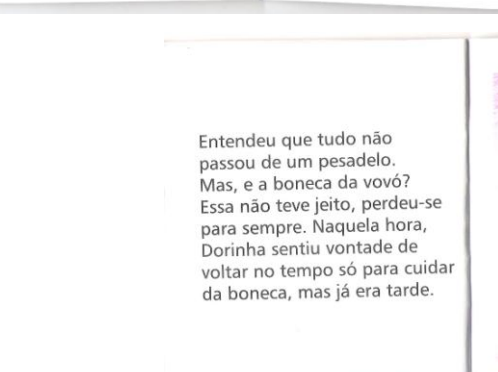 Entendeu que tudo não
passou de um pesadelo.
Mas, e a boneca da vovó?
Essa não teve jeito, perdeu-se
para sempre. Naquela hora,
Dorinha sentiu vontade de
voltar no tempo só para cuidar
da boneca, mas já era tarde.